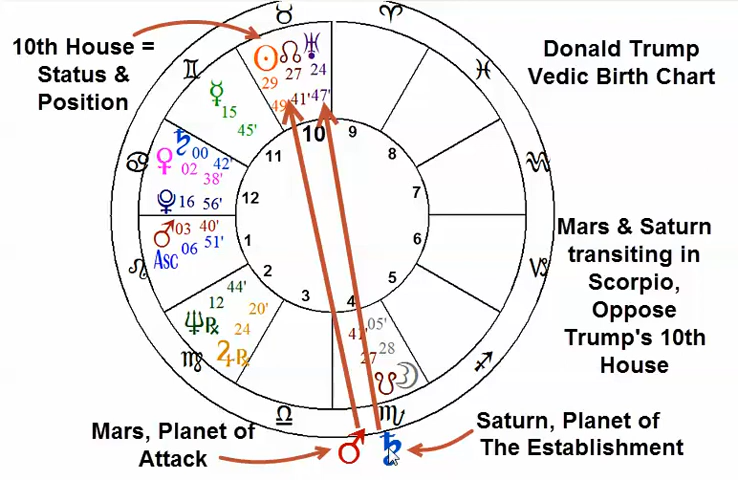 10th House =
Status &
Position
Donald Trump
Vedic Birth Chart
29
49'
27
41'
24
47'
15
45'
00
42'
02
38'
16
56'
03
40'
06
51'
Asc
44'
12
20'
24
R
R
41'
05'
27
28
10
9
8
7
6
5
4
3
2
1
12
11
Mars & Saturn
transiting in
Scorpio,
Oppose
Trump's 10th
House
Mars, Planet of
Attack
Saturn, Planet of
The Establishment